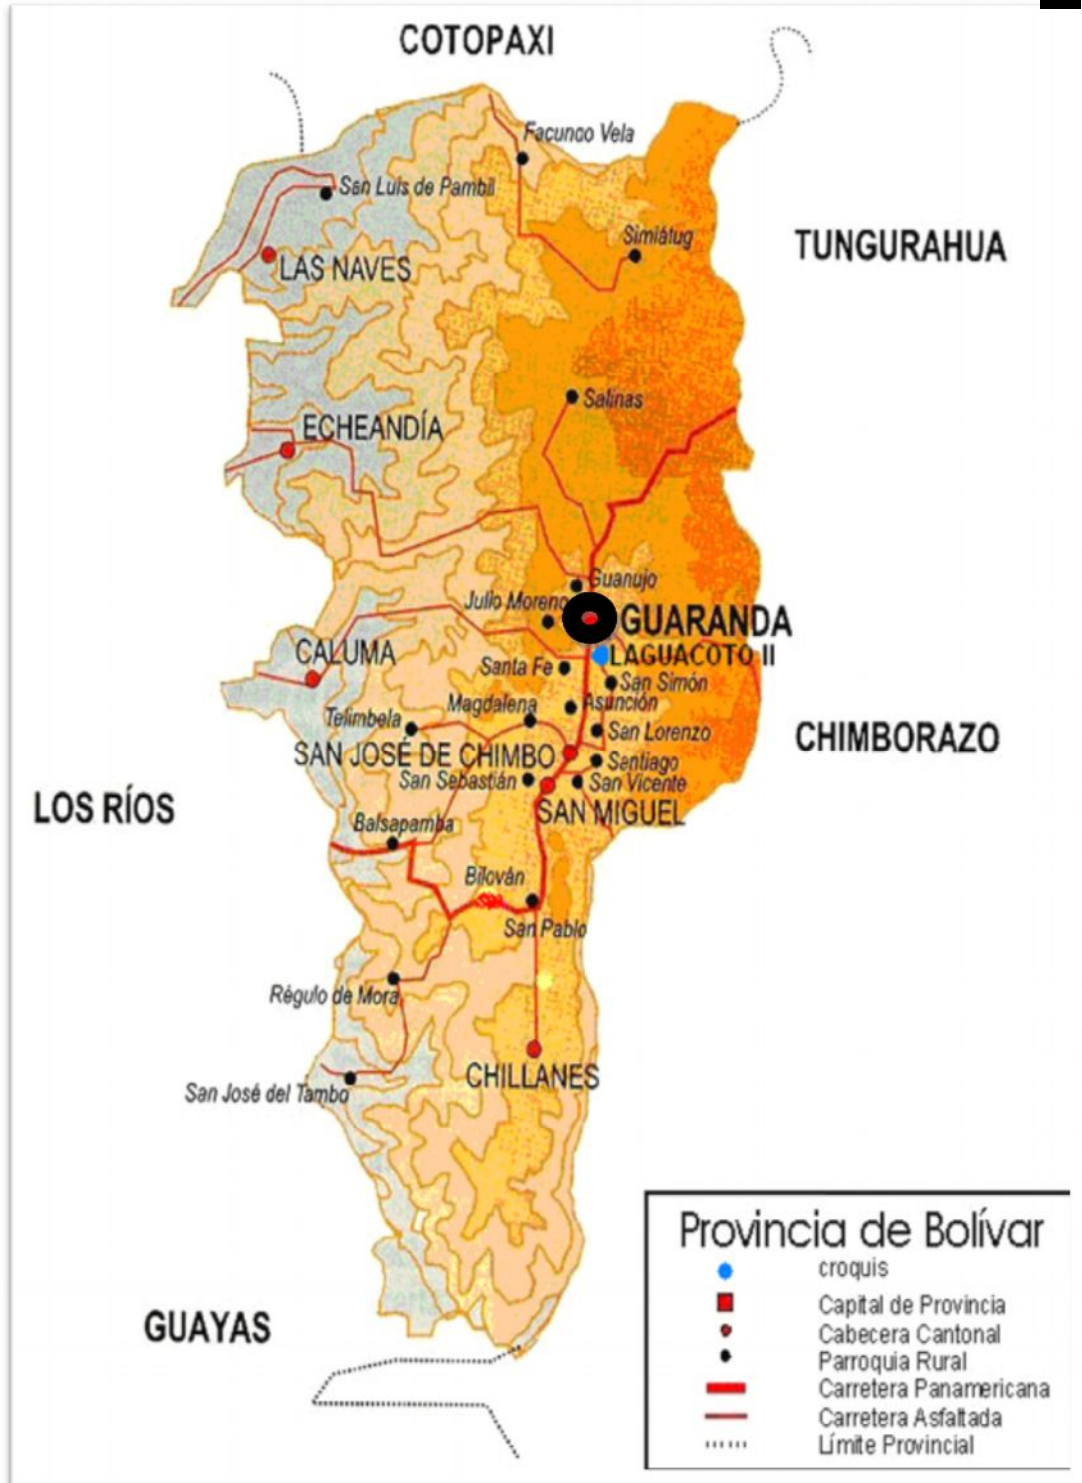 COTOPAXI
Facunoo Vela
San Luis de Pambil
Simiátug
TUNGURAHUA
LAS NAVES
Salinas
ECHEANDÍA
Guanujo
Julio Moreno
GUARANDA
CALUMA
LAGUACOTO II
Santa Fe
San Simón
Magdalena
Asunción
Telimbela
San Lorenzo
CHIMBORAZO
SAN JOSÉ DE CHIMBO
Santiago
San Sebastián
San Vicente
LOS RÍOS
SAN MIGUEL
Balsapamba
Bilován
San Pablo
Régulo de Mora
CHILLANES
San José del Tambo
GUAYAS
Provincia de Bolívar
croquis
Capital de Provincia
Cabecera Cantonal
Parroquia Rural
Carretera Panamericana
Carretera Asfaltada
Límite Provincial